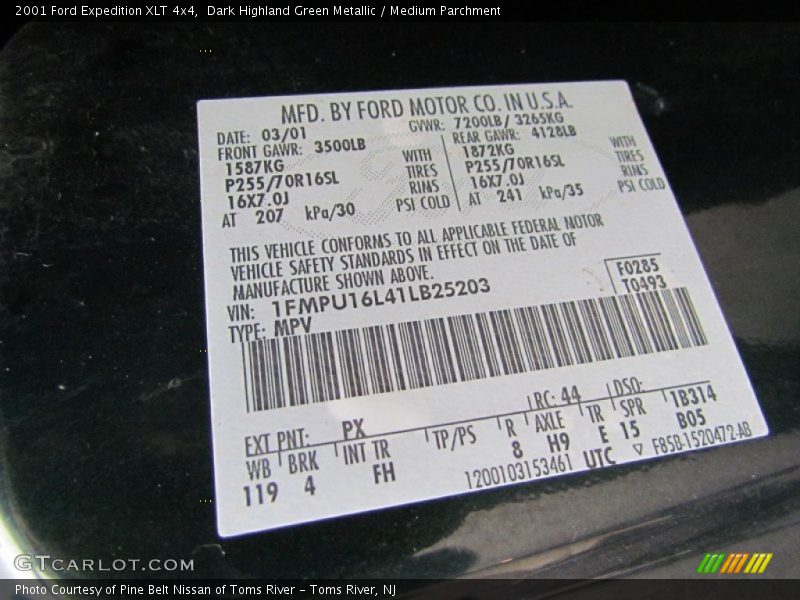 2001 Ford Expedition XLT 4x4,  Dark Highland Green Metallic / Medium Parchment
MFD. BY FORD MOTOR CO. IN U.S.A.
DATE: 03/01 GVWR: 7200LB / 3265KG
FRONT GAWR: 3500LB REAR GAWR: 4128LB
1587KG WITH 1872KG WITH
P255/70R16SL TIRES P255/70R16SL TIRES
16X7.0J RINS 16X7.0J RINS
AT 207 kPa/30 PSI COLD AT 241 kPa/35 PSI COLD
THIS VEHICLE CONFORMS TO ALL APPLICABLE FEDERAL MOTOR
VEHICLE SAFETY STANDARDS IN EFFECT ON THE DATE OF
MANUFACTURE SHOWN ABOVE.
VIN: 1FMPU16L41LB25203 F0285
TYPE: MPV T0493
EXT PNT: PX RC: 44 DSO:
WB BRK INT TR TP/PS R AXLE TR SPR 1B314
119 4 FH 8 H9 E 15 B05
1200103153461 UTC ▽ F85B-1520472-AB
GTCARLOT.COM
Photo Courtesy of Pine Belt Nissan of Toms River – Toms River, NJ